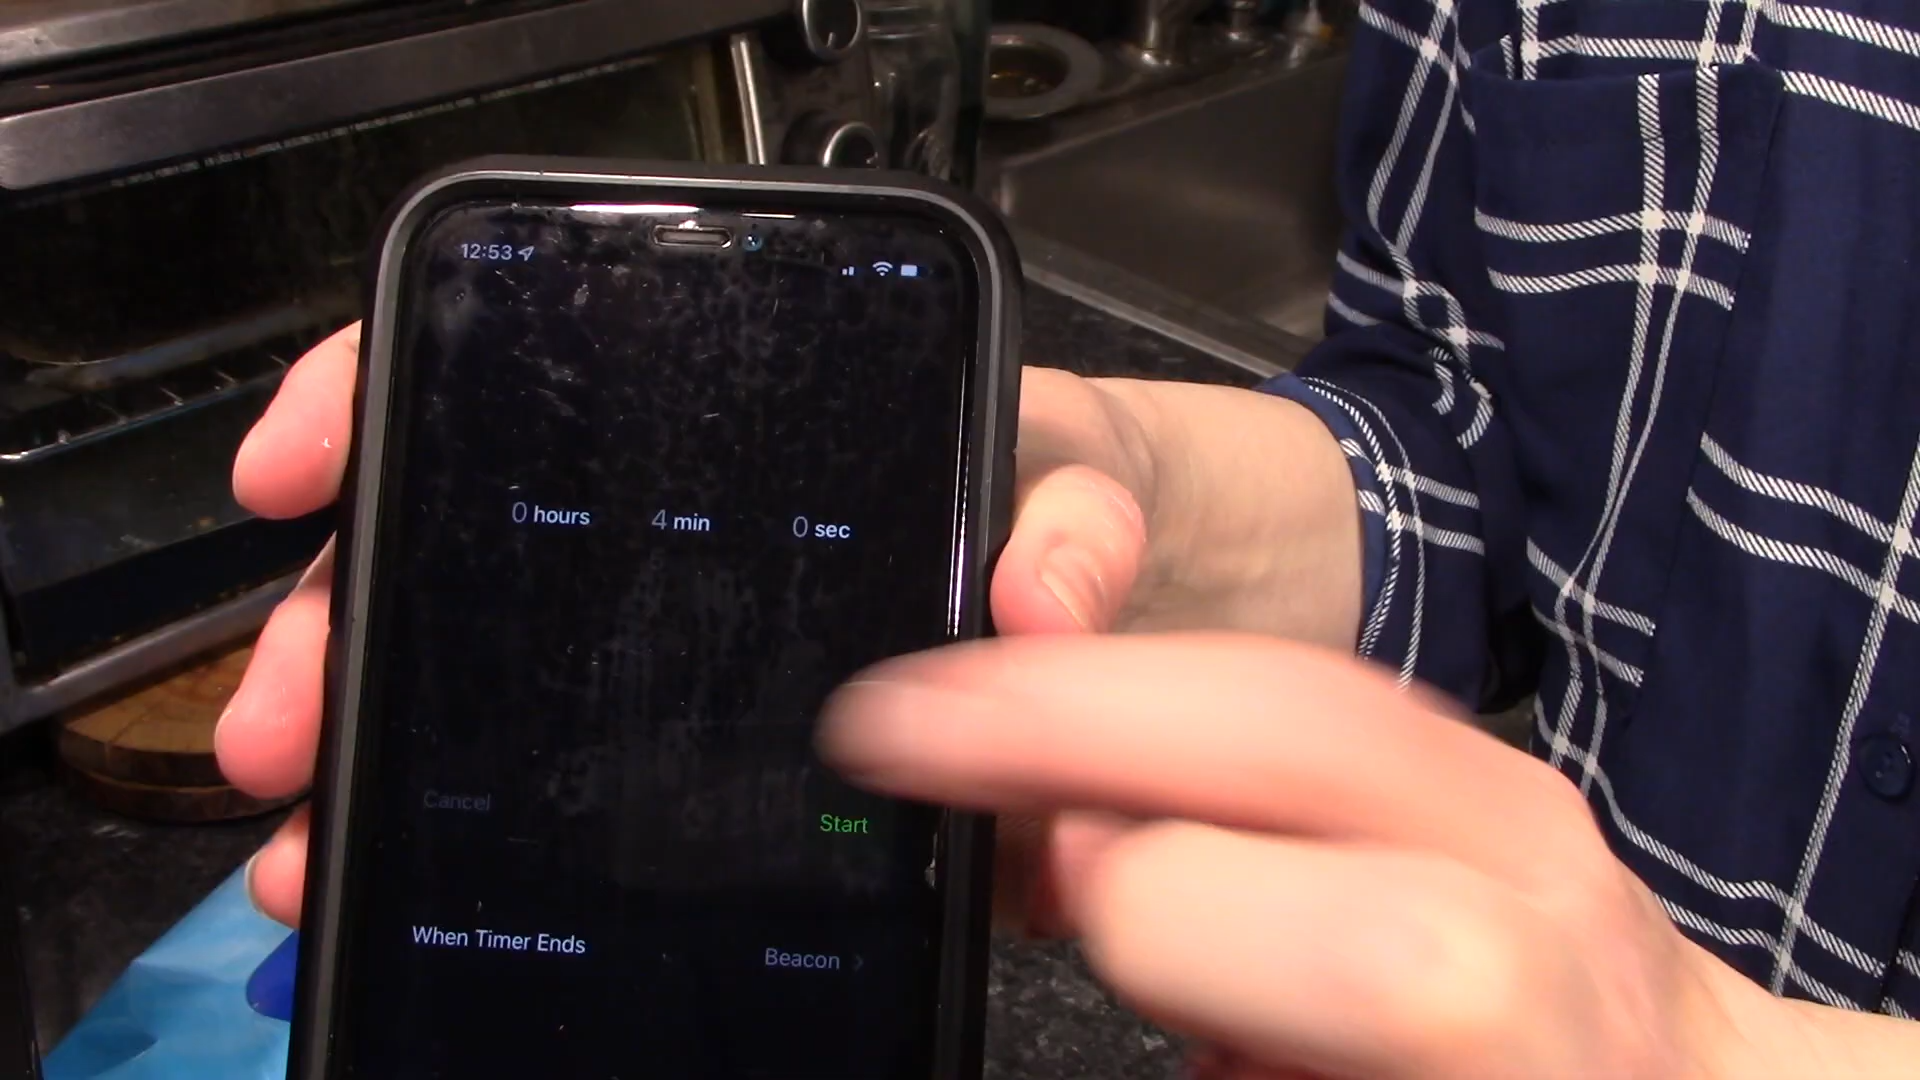 12:53
0 hours 4 min 0 sec
Cancel
Start
When Timer Ends
Beacon >